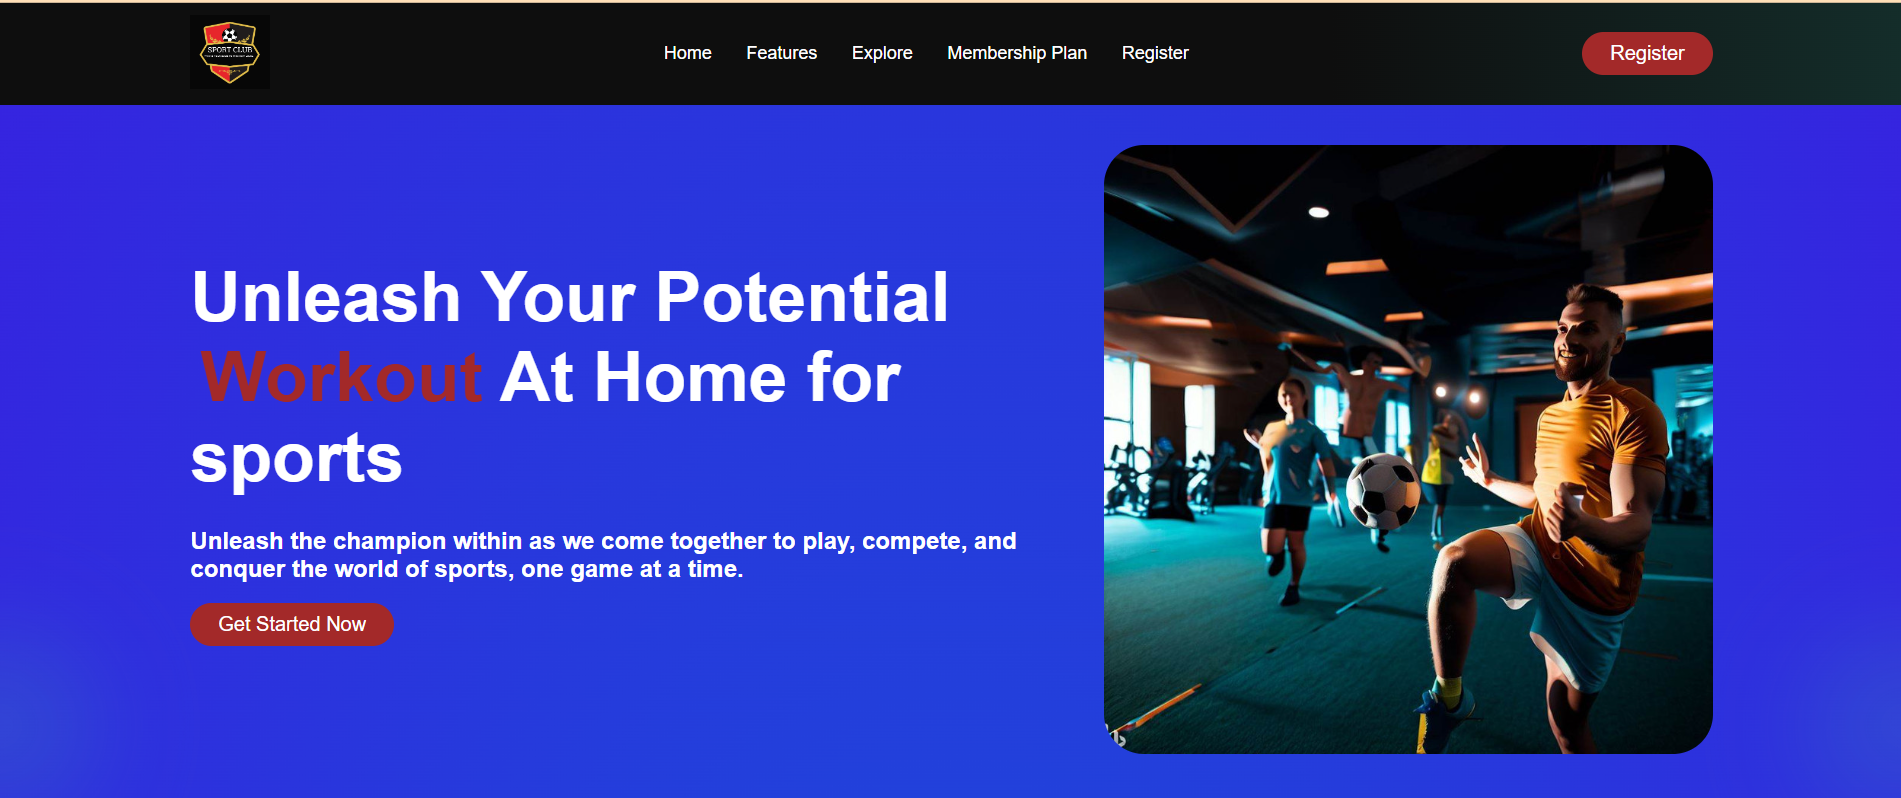 SPORT CLUB
Home Features Explore Membership Plan Register
Register
Unleash Your Potential
Workout At Home for
sports
Unleash the champion within as we come together to play, compete, and
conquer the world of sports, one game at a time.
Get Started Now